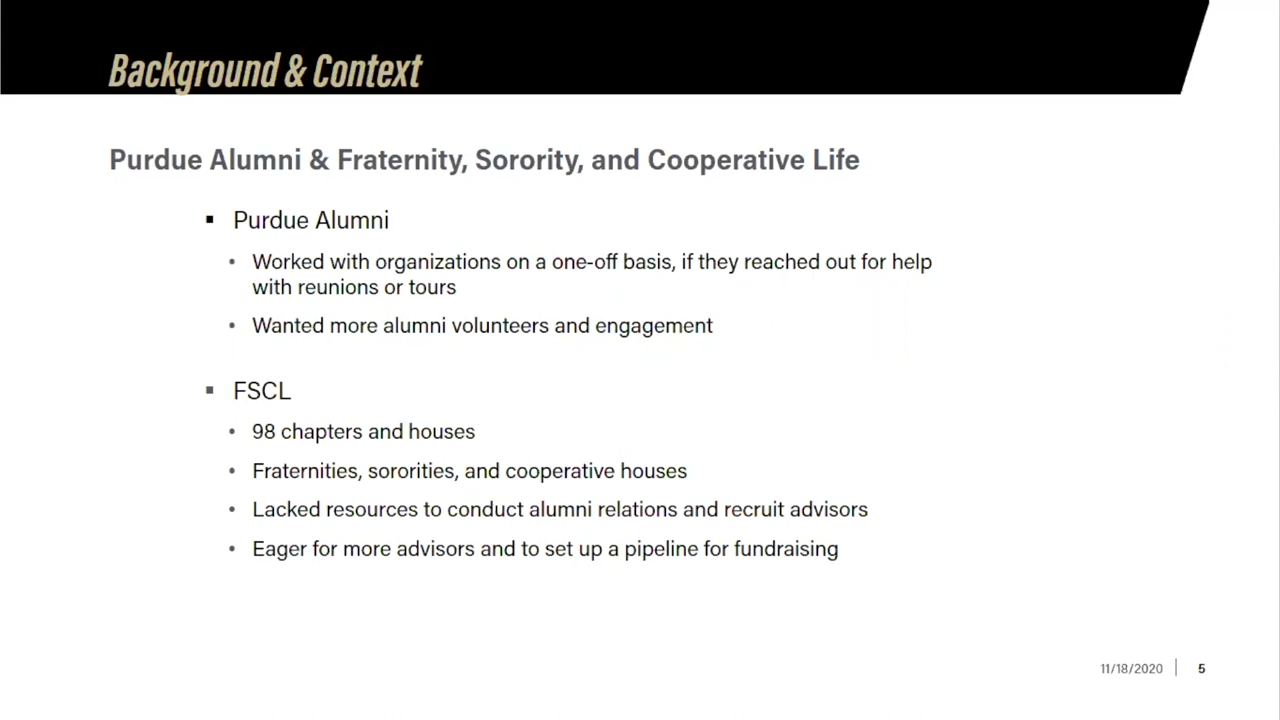 Background & Context
Purdue Alumni & Fraternity, Sorority, and Cooperative Life
▪ Purdue Alumni
• Worked with organizations on a one-off basis, if they reached out for help
with reunions or tours
• Wanted more alumni volunteers and engagement
▪ FSCL
• 98 chapters and houses
• Fraternities, sororities, and cooperative houses
• Lacked resources to conduct alumni relations and recruit advisors
• Eager for more advisors and to set up a pipeline for fundraising
11/18/2020 | 5